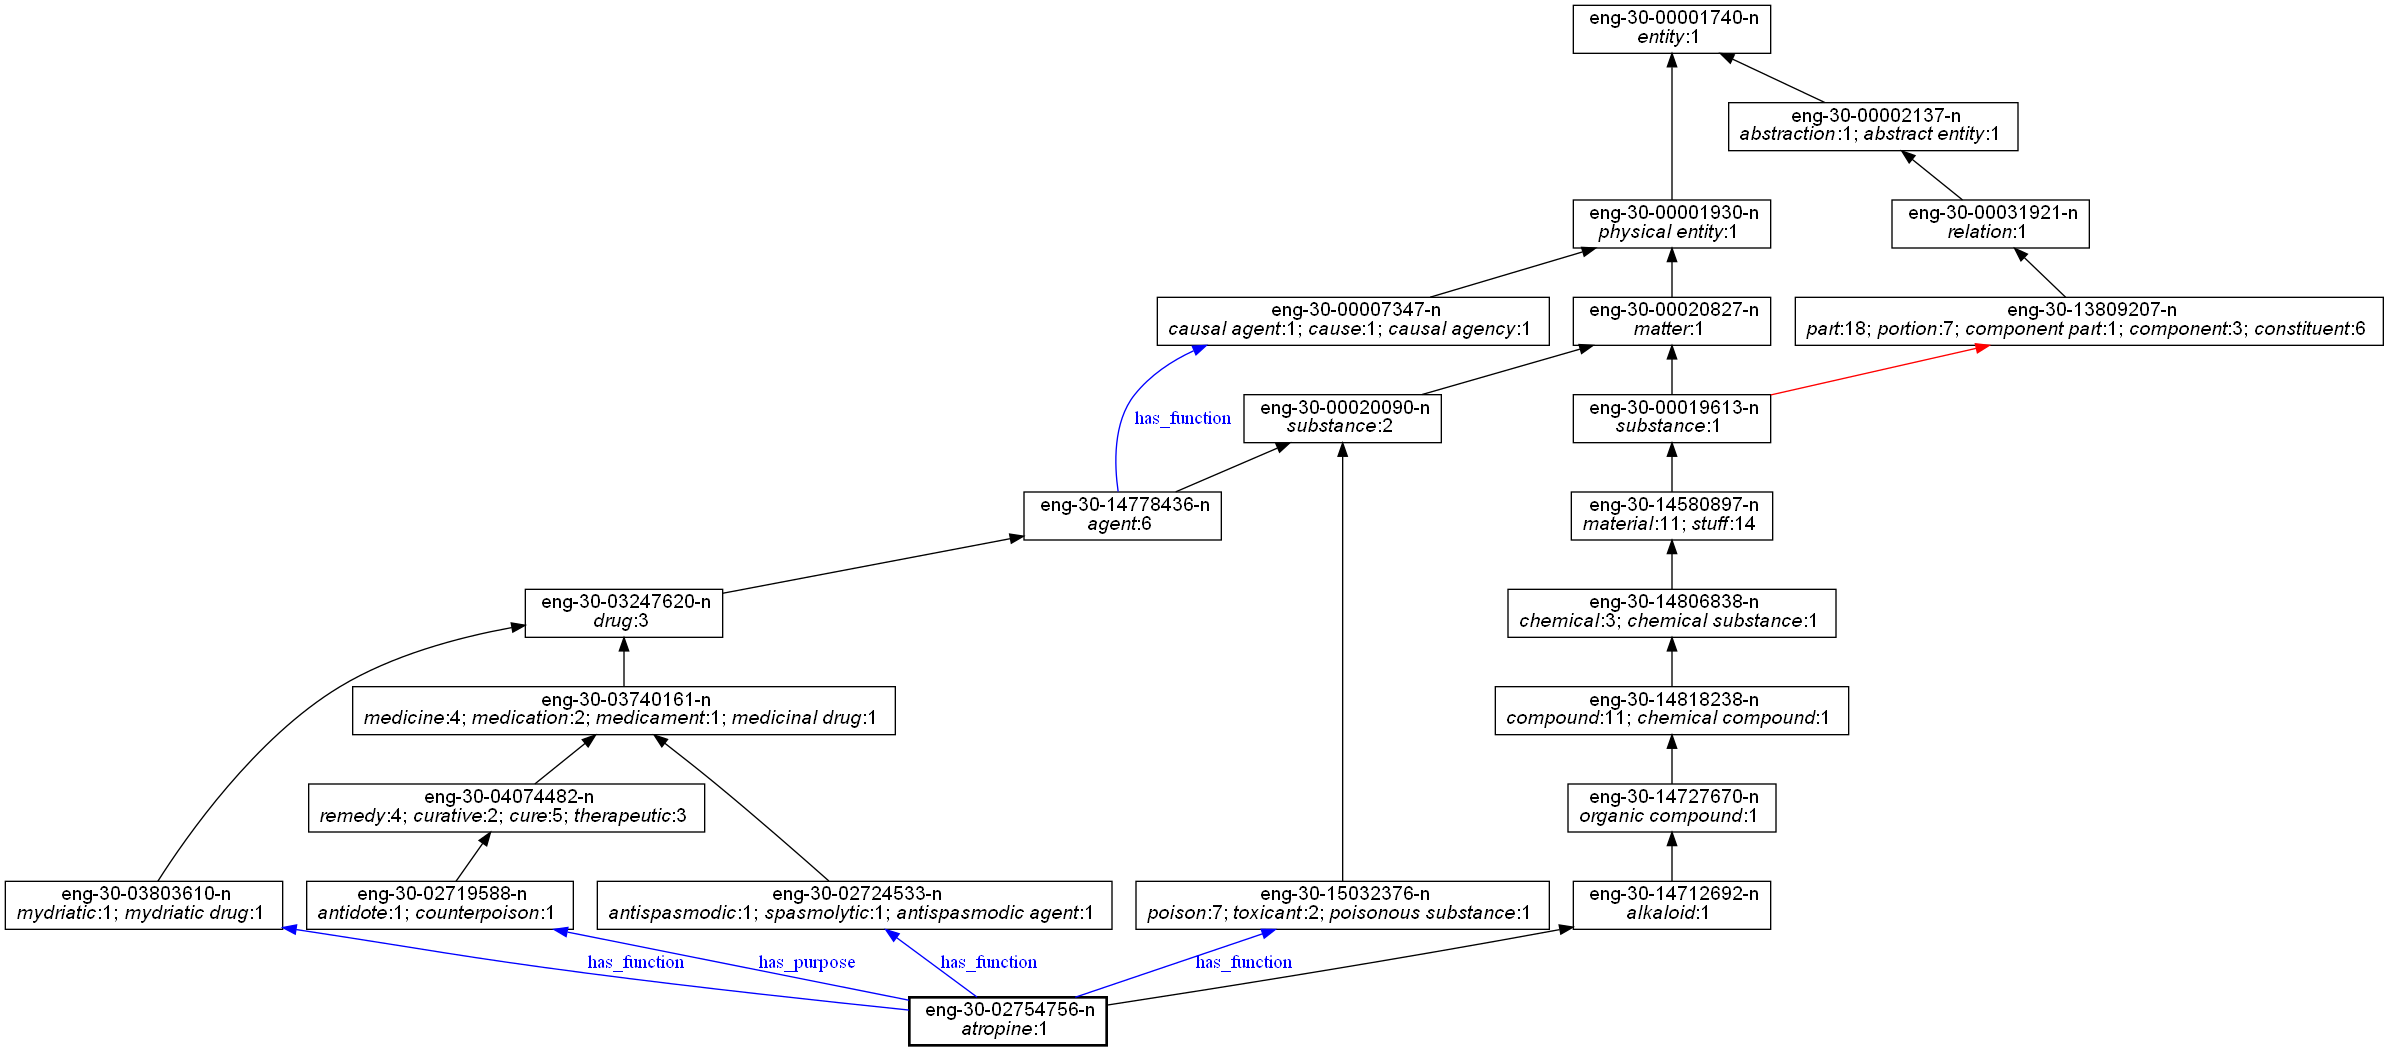 eng-30-00001740-n
entity:1
eng-30-00002137-n
abstraction:1; abstract entity:1
eng-30-00001930-n
physical entity:1
eng-30-00031921-n
relation:1
eng-30-00007347-n
causal agent:1; cause:1; causal agency:1
eng-30-00020827-n
matter:1
eng-30-13809207-n
part:18; portion:7; component part:1; component:3; constituent:6
has_function
eng-30-00020090-n
substance:2
eng-30-00019613-n
substance:1
eng-30-14778436-n
agent:6
eng-30-14580897-n
material:11; stuff:14
eng-30-03247620-n
drug:3
eng-30-14806838-n
chemical:3; chemical substance:1
eng-30-03740161-n
medicine:4; medication:2; medicament:1; medicinal drug:1
eng-30-14818238-n
compound:11; chemical compound:1
eng-30-04074482-n
remedy:4; curative:2; cure:5; therapeutic:3
eng-30-14727670-n
organic compound:1
eng-30-03803610-n
mydriatic:1; mydriatic drug:1
eng-30-02719588-n
antidote:1; counterpoison:1
eng-30-02724533-n
antispasmodic:1; spasmolytic:1; antispasmodic agent:1
eng-30-15032376-n
poison:7; toxicant:2; poisonous substance:1
eng-30-14712692-n
alkaloid:1
has_function
has_purpose
has_function
has_function
eng-30-02754756-n
atropine:1